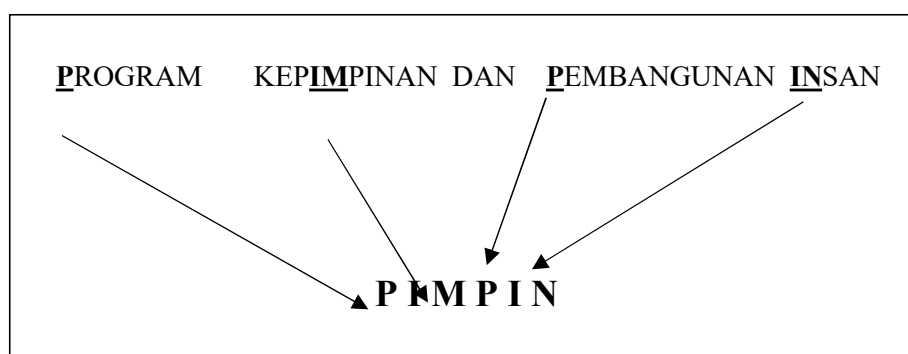 PROGRAM KEPIMPINAN DAN PEMBANGUNAN INSAN
P I M P I N